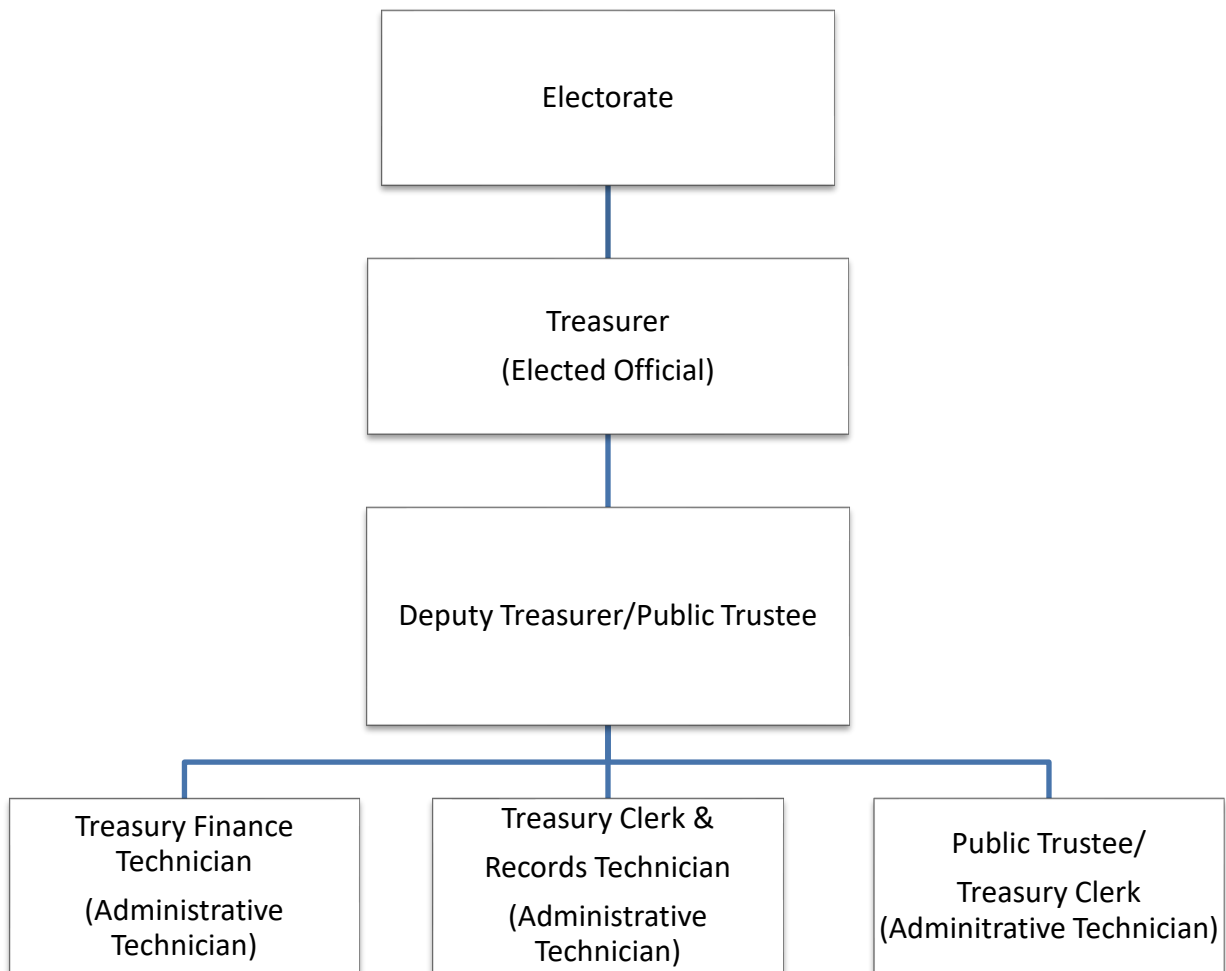 Electorate
Treasurer
(Elected Official)
Deputy Treasurer/Public Trustee
Treasury Finance
Technician
(Administrative
Technician)
Treasury Clerk &
Records Technician
(Administrative
Technician)
Public Trustee/
Treasury Clerk
(Adminitrative Technician)